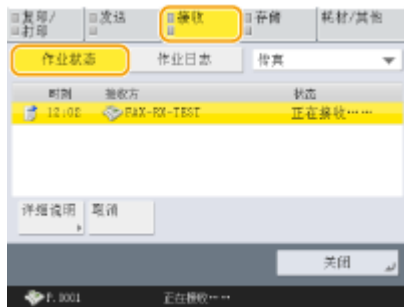 复印/打印
发送
接收
存储
耗材/其他
作业状态
作业日志
传真
时刻 接收方 状态
12:02 FAX-RX-TEST 正在接收……
详细说明
取消
关闭
P.0001 正在接收……